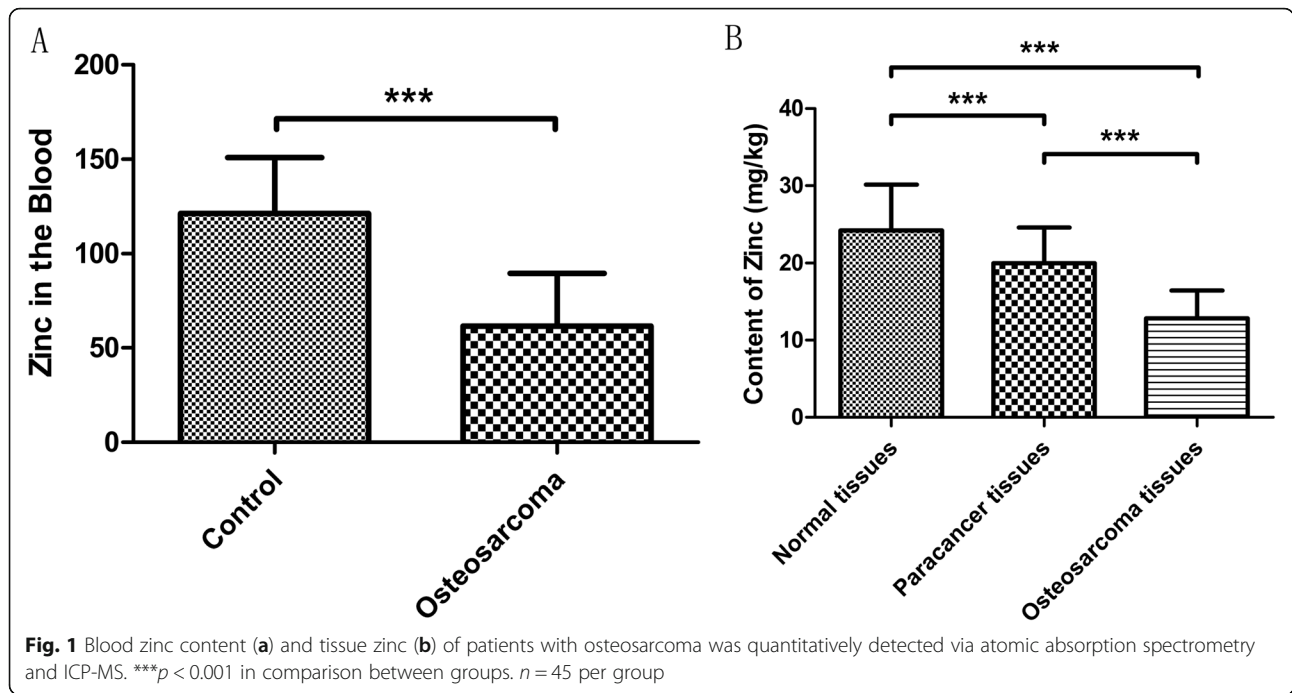 A
200
150
100
50
0
Zinc in the Blood
***
Control
Osteosarcoma
B
40
30
20
10
0
Content of Zinc (mg/kg)
***
***
***
Normal tissues
Paracancer tissues
Osteosarcoma tissues
Fig. 1 Blood zinc content (a) and tissue zinc (b) of patients with osteosarcoma was quantitatively detected via atomic absorption spectrometry
and ICP-MS. ***p < 0.001 in comparison between groups. n = 45 per group